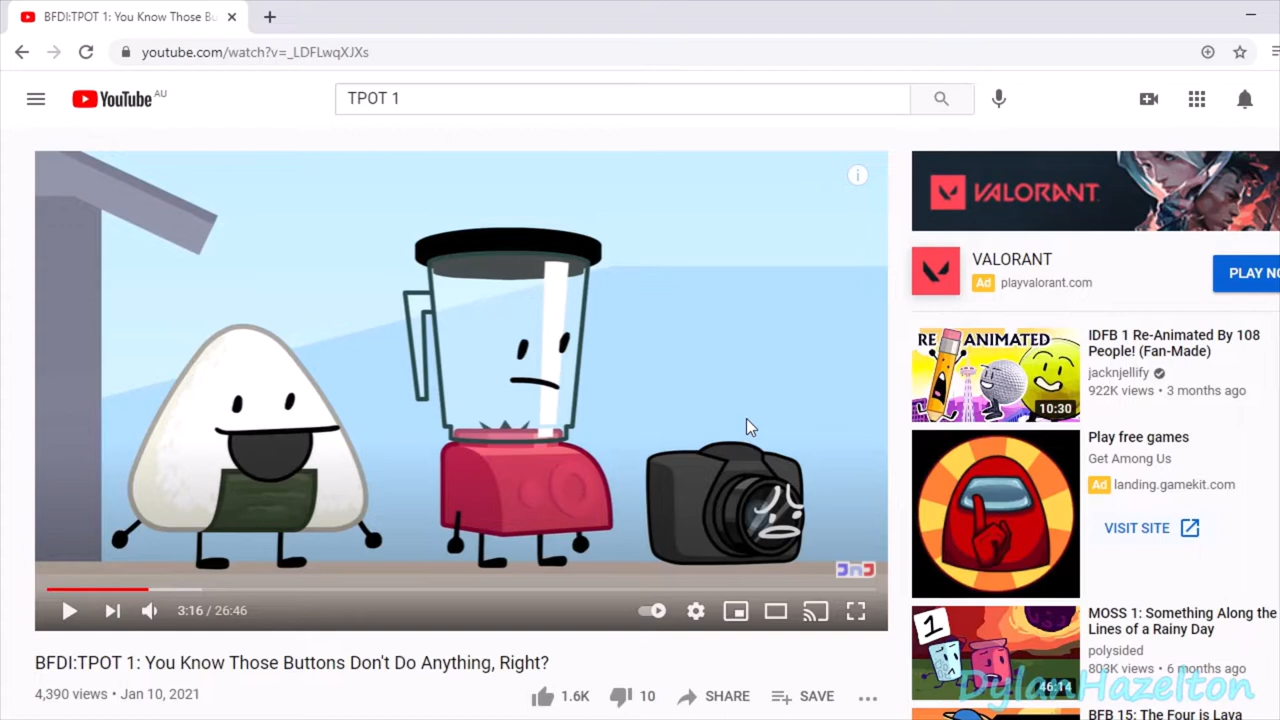 BFDI:TPOT 1: You Know Those Bu
youtube.com/watch?v=_LDFLwqXJXs
YouTube AU
TPOT 1
VALORANT
VALORANT
Ad playvalorant.com
PLAY NO
3:16 / 26:46
BFDI:TPOT 1: You Know Those Buttons Don't Do Anything, Right?
4,390 views • Jan 10, 2021
1.6K
10
SHARE
SAVE
RE ANIMATED
10:30
IDFB 1 Re-Animated By 108
People! (Fan-Made)
jacknjellify
922K views • 3 months ago
Play free games
Get Among Us
Ad landing.gamekit.com
VISIT SITE
1
46:14
MOSS 1: Something Along the
Lines of a Rainy Day
polysided
803K views • 6 months ago
DylanHazelton
BFB 15: The Four is Lava